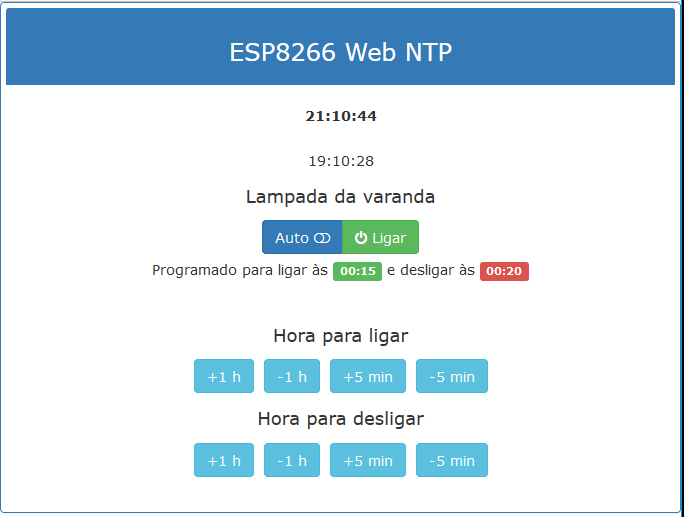 ESP8266 Web NTP
21:10:44
19:10:28
Lampada da varanda
Auto Ligar
Programado para ligar às 00:15 e desligar às 00:20
Hora para ligar
+1 h -1 h +5 min -5 min
Hora para desligar
+1 h -1 h +5 min -5 min